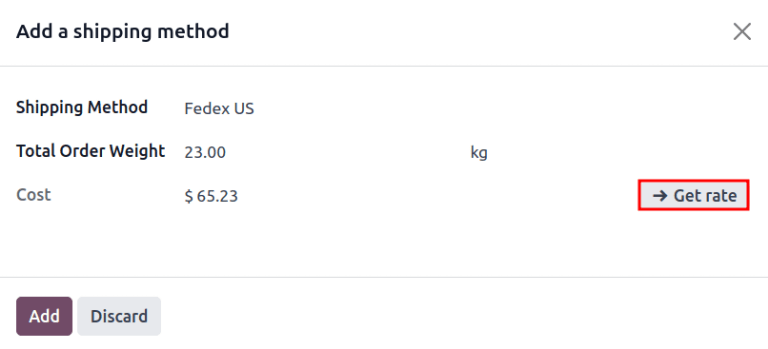 Add a shipping method
Shipping Method Fedex US
Total Order Weight 23.00 kg
Cost $ 65.23 → Get rate
Add Discard